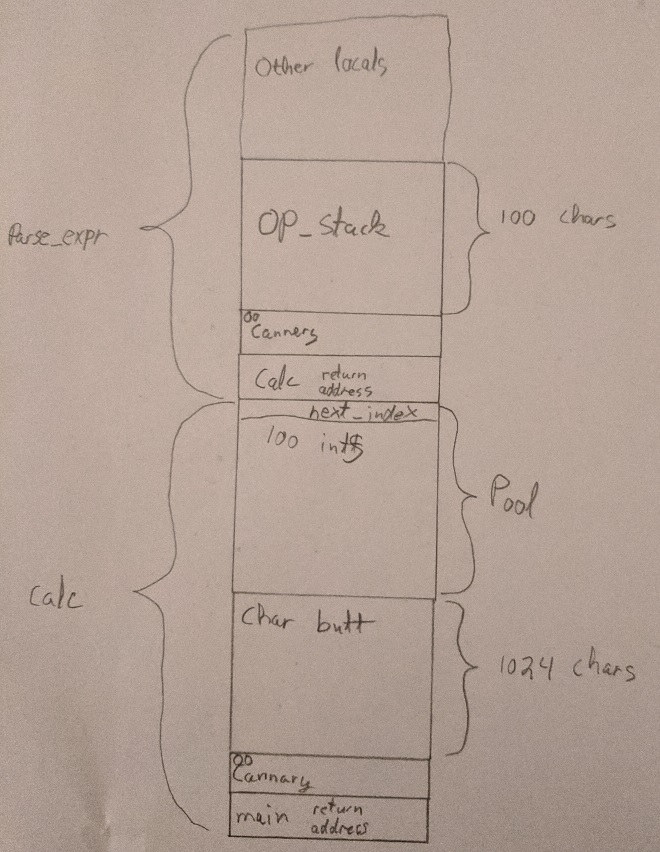 Other locals
OP_stack
100 chars
Parse_expr
00
Cannery
Calc return
address
next_index
100 ints
Pool
Calc
Char buff
1024 chars
00
Cannary
main return
address